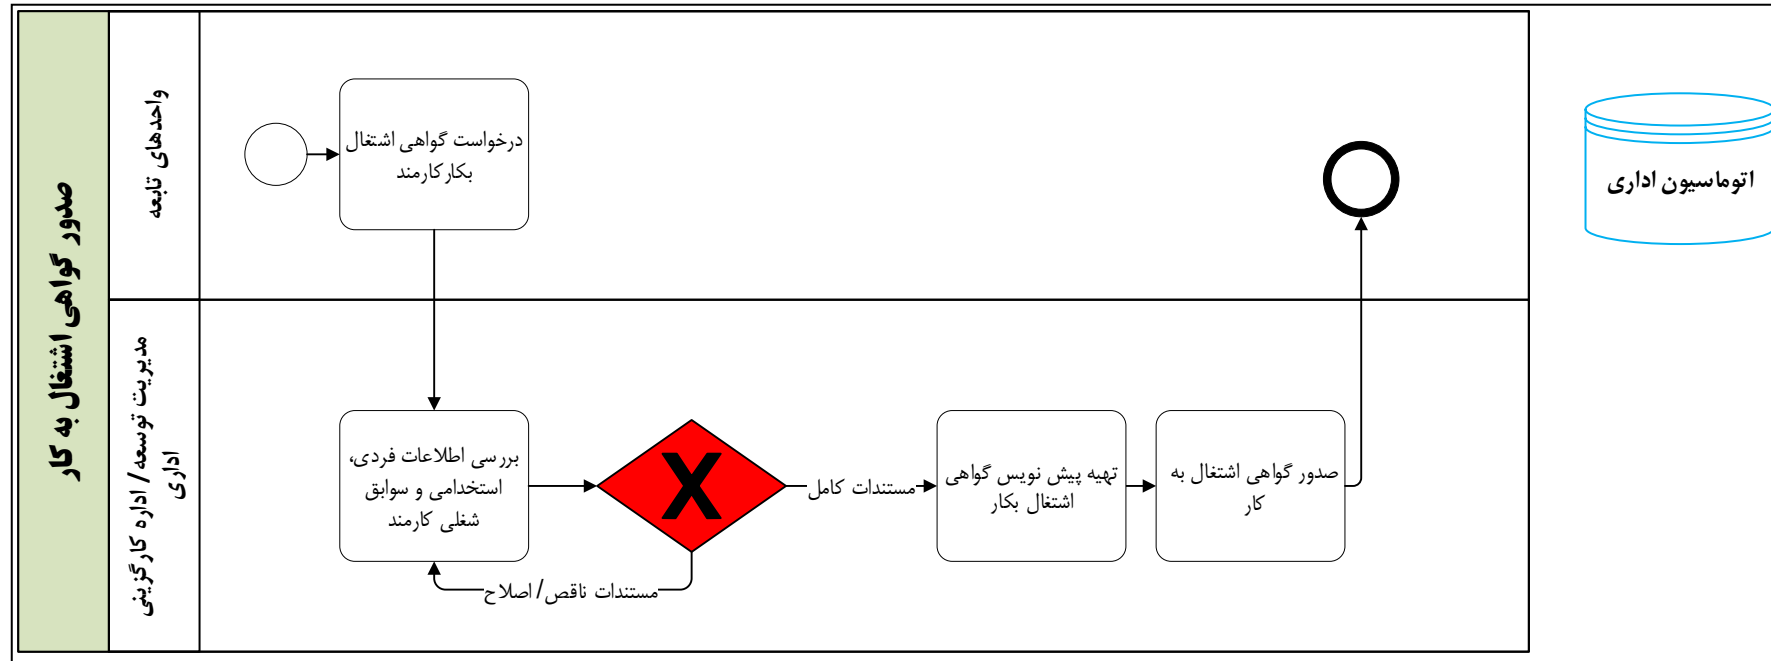 صدور گواهی اشتغال به کار
واحدهای تابعه
درخواست گواهی اشتغال
بکارکارمند
اتوماسیون اداری
مدیریت توسعه/ اداره کارگزینی
اداری
بررسی اطلاعات فردی،
استخدامی و سوابق
شغلی کارمند
X
مستندات کامل
تهیه پیش نویس گواهی
اشتغال بکار
صدور گواهی اشتغال به
کار
مستندات ناقص/ اصلاح